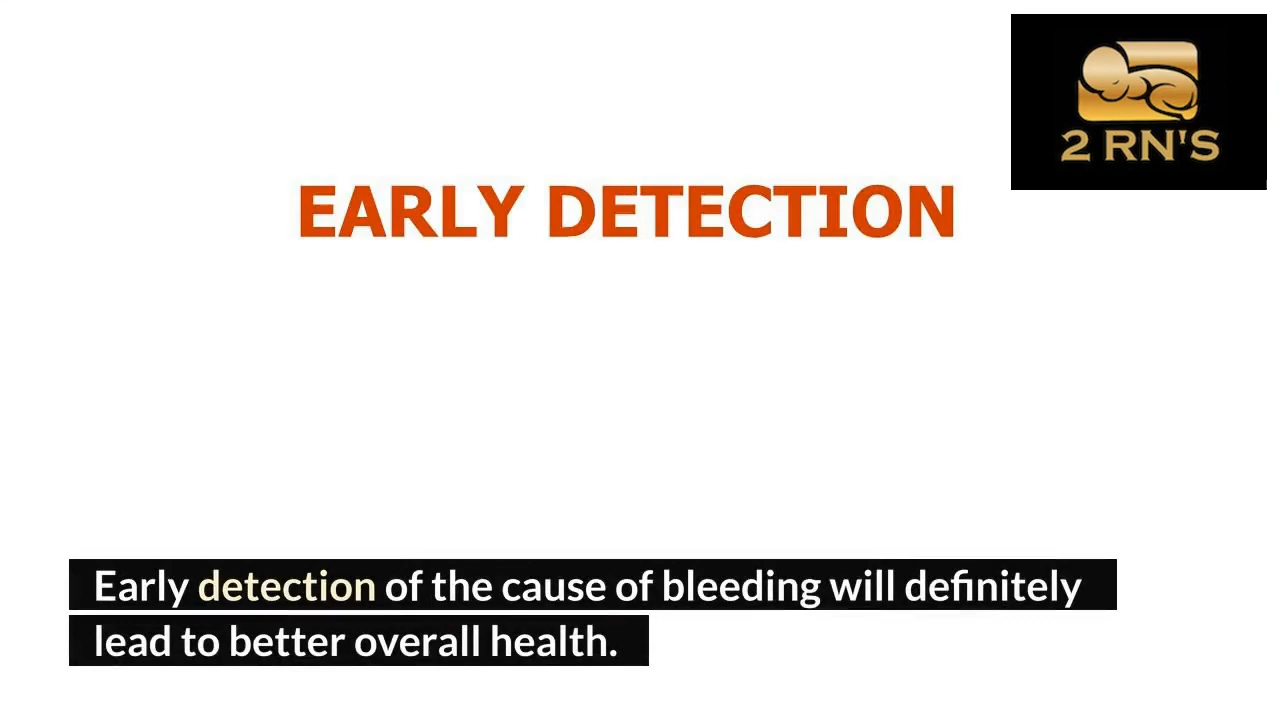 2 RN'S
EARLY DETECTION
Early detection of the cause of bleeding will definitely
lead to better overall health.